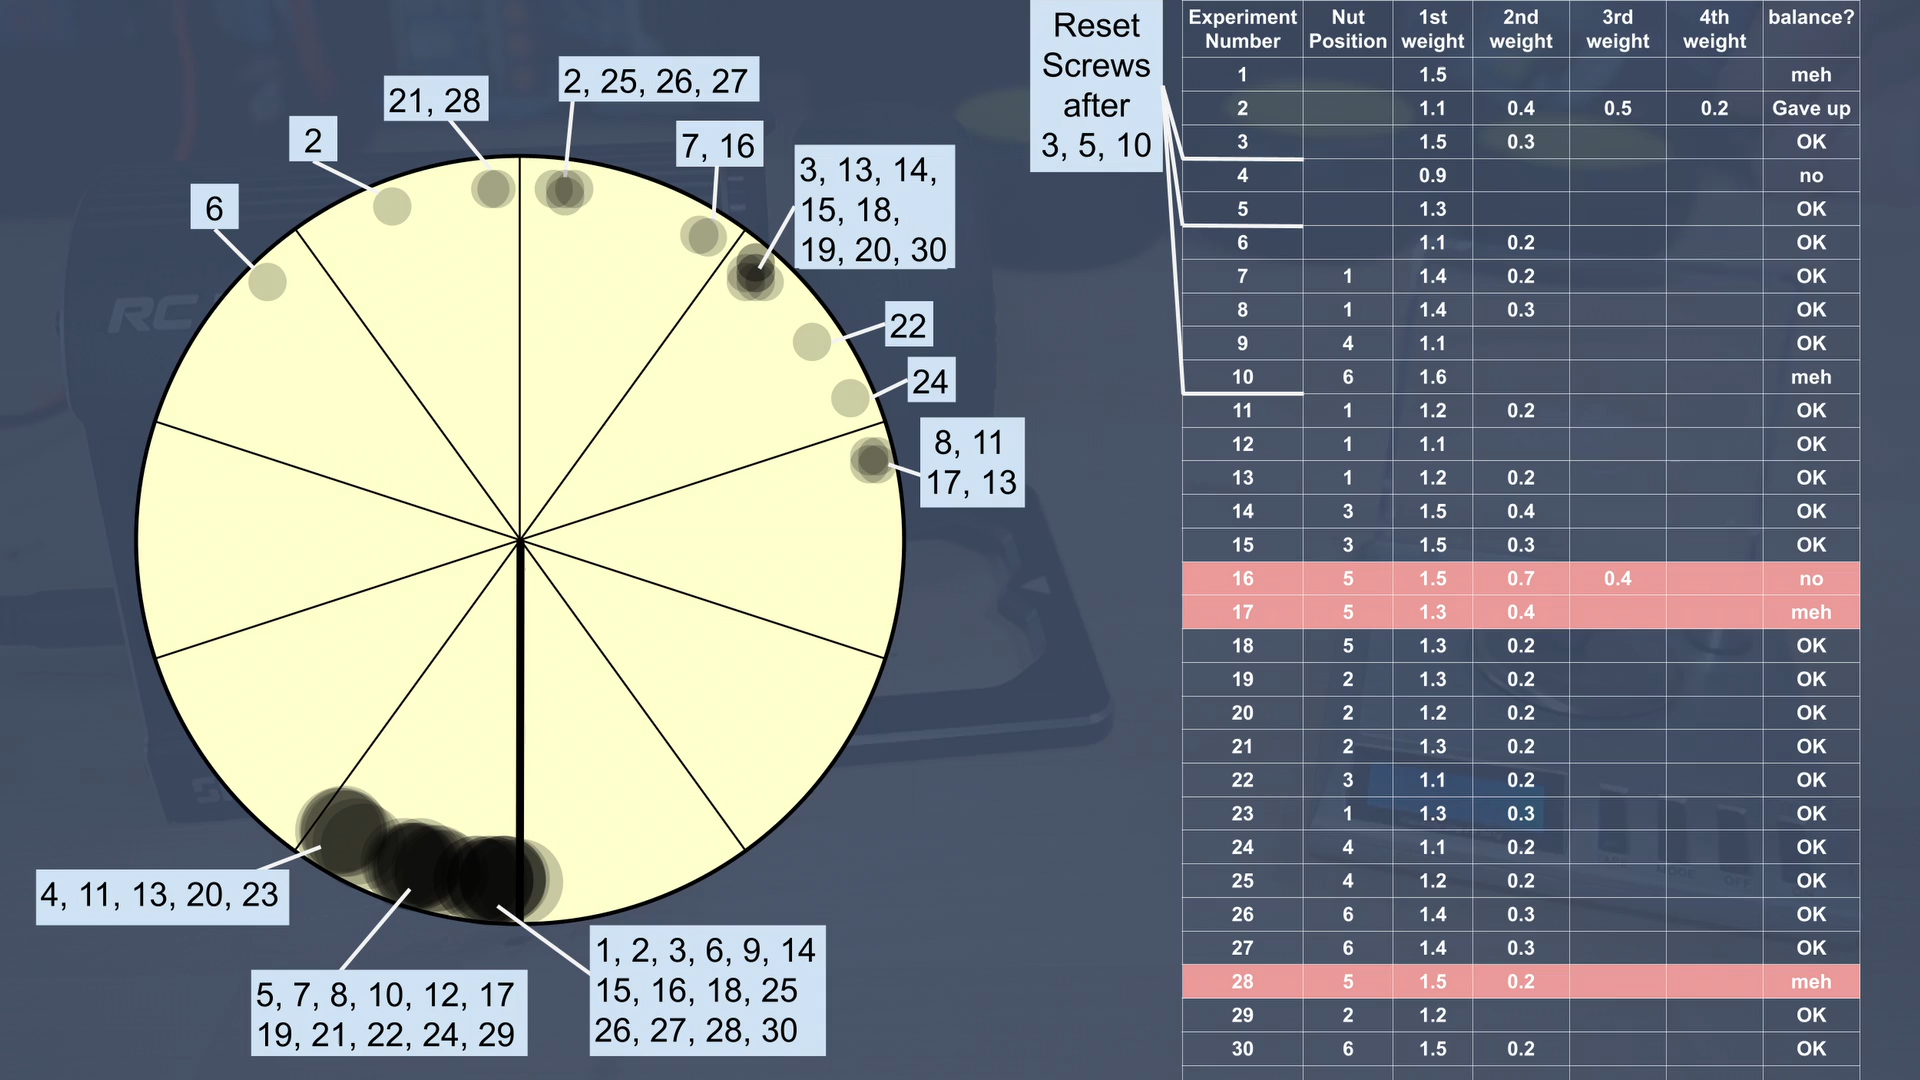 Reset
Screws
after
3, 5, 10
21, 28
2, 25, 26, 27
2
7, 16
6
3, 13, 14,
15, 18,
19, 20, 30
22
24
8, 11
17, 13
4, 11, 13, 20, 23
5, 7, 8, 10, 12, 17
19, 21, 22, 24, 29
1, 2, 3, 6, 9, 14
15, 16, 18, 25
26, 27, 28, 30
RC
Experiment Number Nut Position 1st weight 2nd weight 3rd weight 4th weight balance?
1 1.5 meh
2 1.1 0.4 0.5 0.2 Gave up
3 1.5 0.3 OK
4 0.9 no
5 1.3 OK
6 1.1 0.2 OK
7 1 1.4 0.2 OK
8 1 1.4 0.3 OK
9 4 1.1 OK
10 6 1.6 meh
11 1 1.2 0.2 OK
12 1 1.1 OK
13 1 1.2 0.2 OK
14 3 1.5 0.4 OK
15 3 1.5 0.3 OK
16 5 1.5 0.7 0.4 no
17 5 1.3 0.4 meh
18 5 1.3 0.2 OK
19 2 1.3 0.2 OK
20 2 1.2 0.2 OK
21 2 1.3 0.2 OK
22 3 1.1 0.2 OK
23 1 1.3 0.3 OK
24 4 1.1 0.2 OK
25 4 1.2 0.2 OK
26 6 1.4 0.3 OK
27 6 1.4 0.3 OK
28 5 1.5 0.2 meh
29 2 1.2 OK
30 6 1.5 0.2 OK